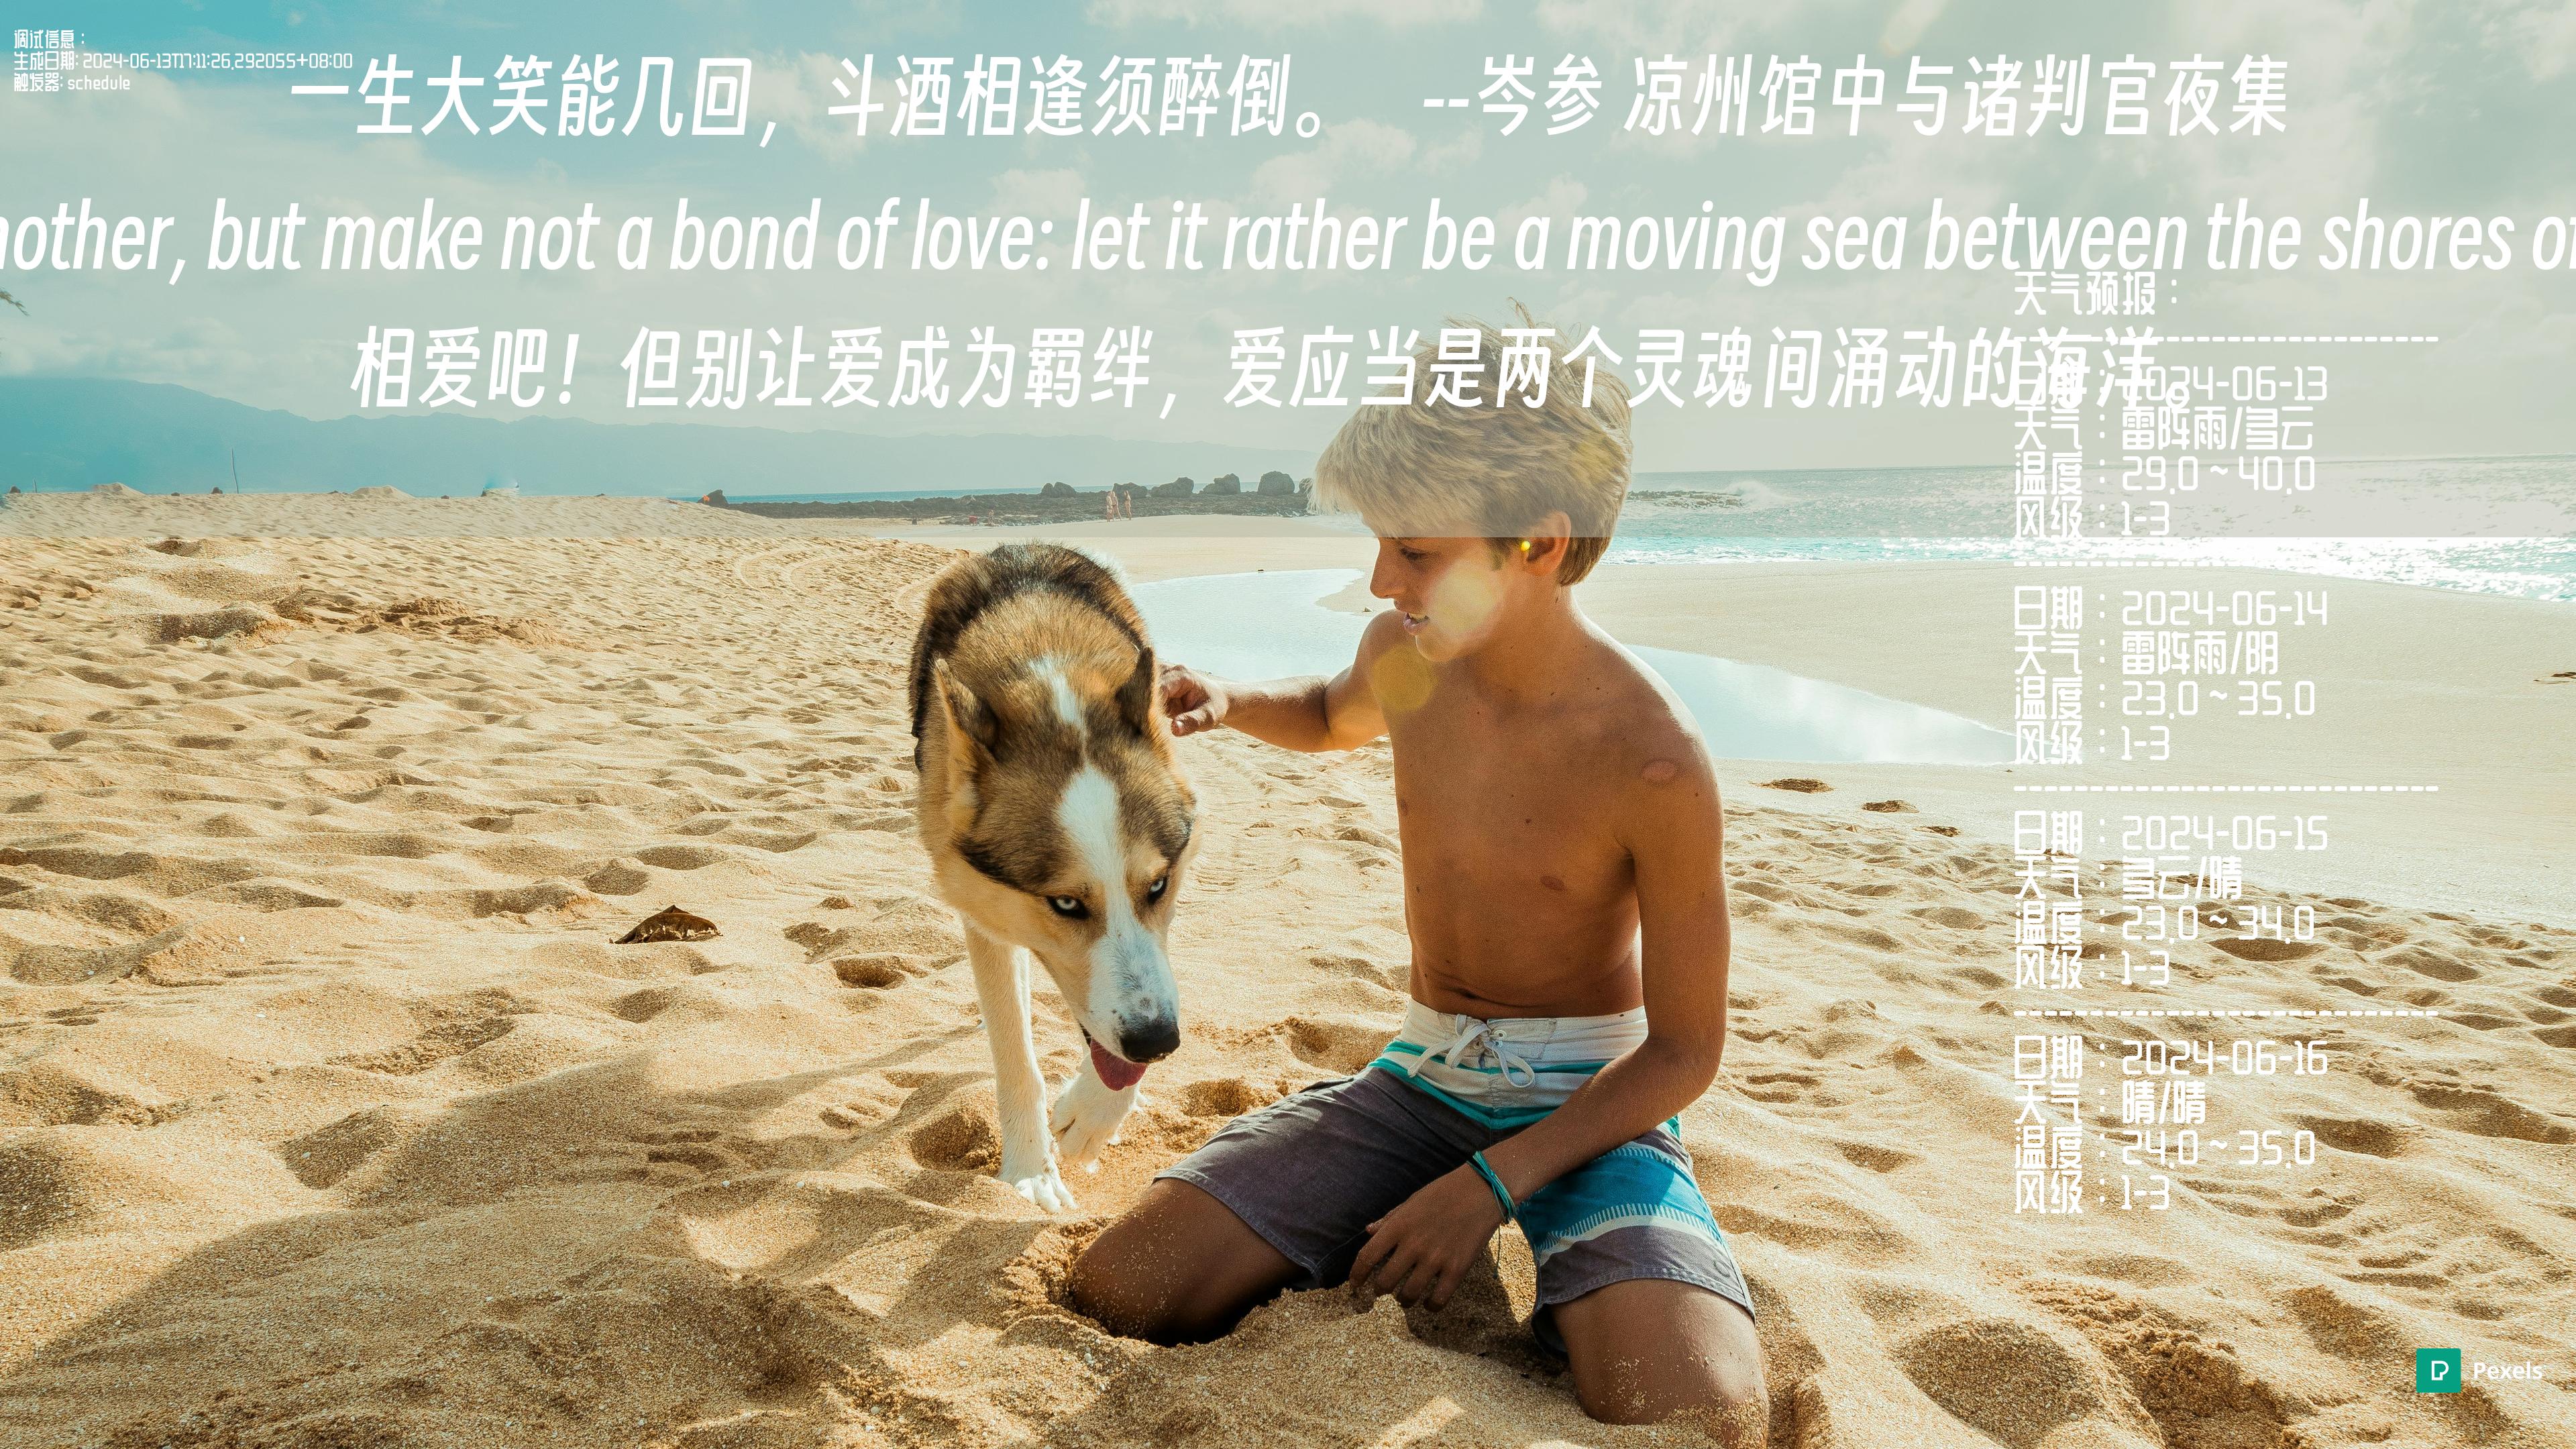 调试信息：
生成日期: 2024-06-13T17:11:26.292055+08:00
触发器: schedule
一生大笑能几回，斗酒相逢须醉倒。 --岑参 凉州馆中与诸判官夜集
nother, but make not a bond of love: let it rather be a moving sea between the shores of
相爱吧！但别让爱成为羁绊，爱应当是两个灵魂间涌动的海洋。
天气预报：
------------------------------
日期：2024-06-13
天气：雷阵雨/多云
温度：29.0 ~ 40.0
风级：1-3
------------------------------
日期：2024-06-14
天气：雷阵雨/阴
温度：23.0 ~ 35.0
风级：1-3
------------------------------
日期：2024-06-15
天气：多云/晴
温度：23.0 ~ 34.0
风级：1-3
------------------------------
日期：2024-06-16
天气：晴/晴
温度：24.0 ~ 35.0
风级：1-3
Pexels